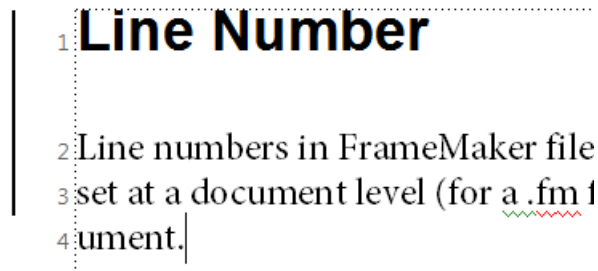 1 Line Number
2 Line numbers in FrameMaker file
3 set at a document level (for a .fm f
4 ument.